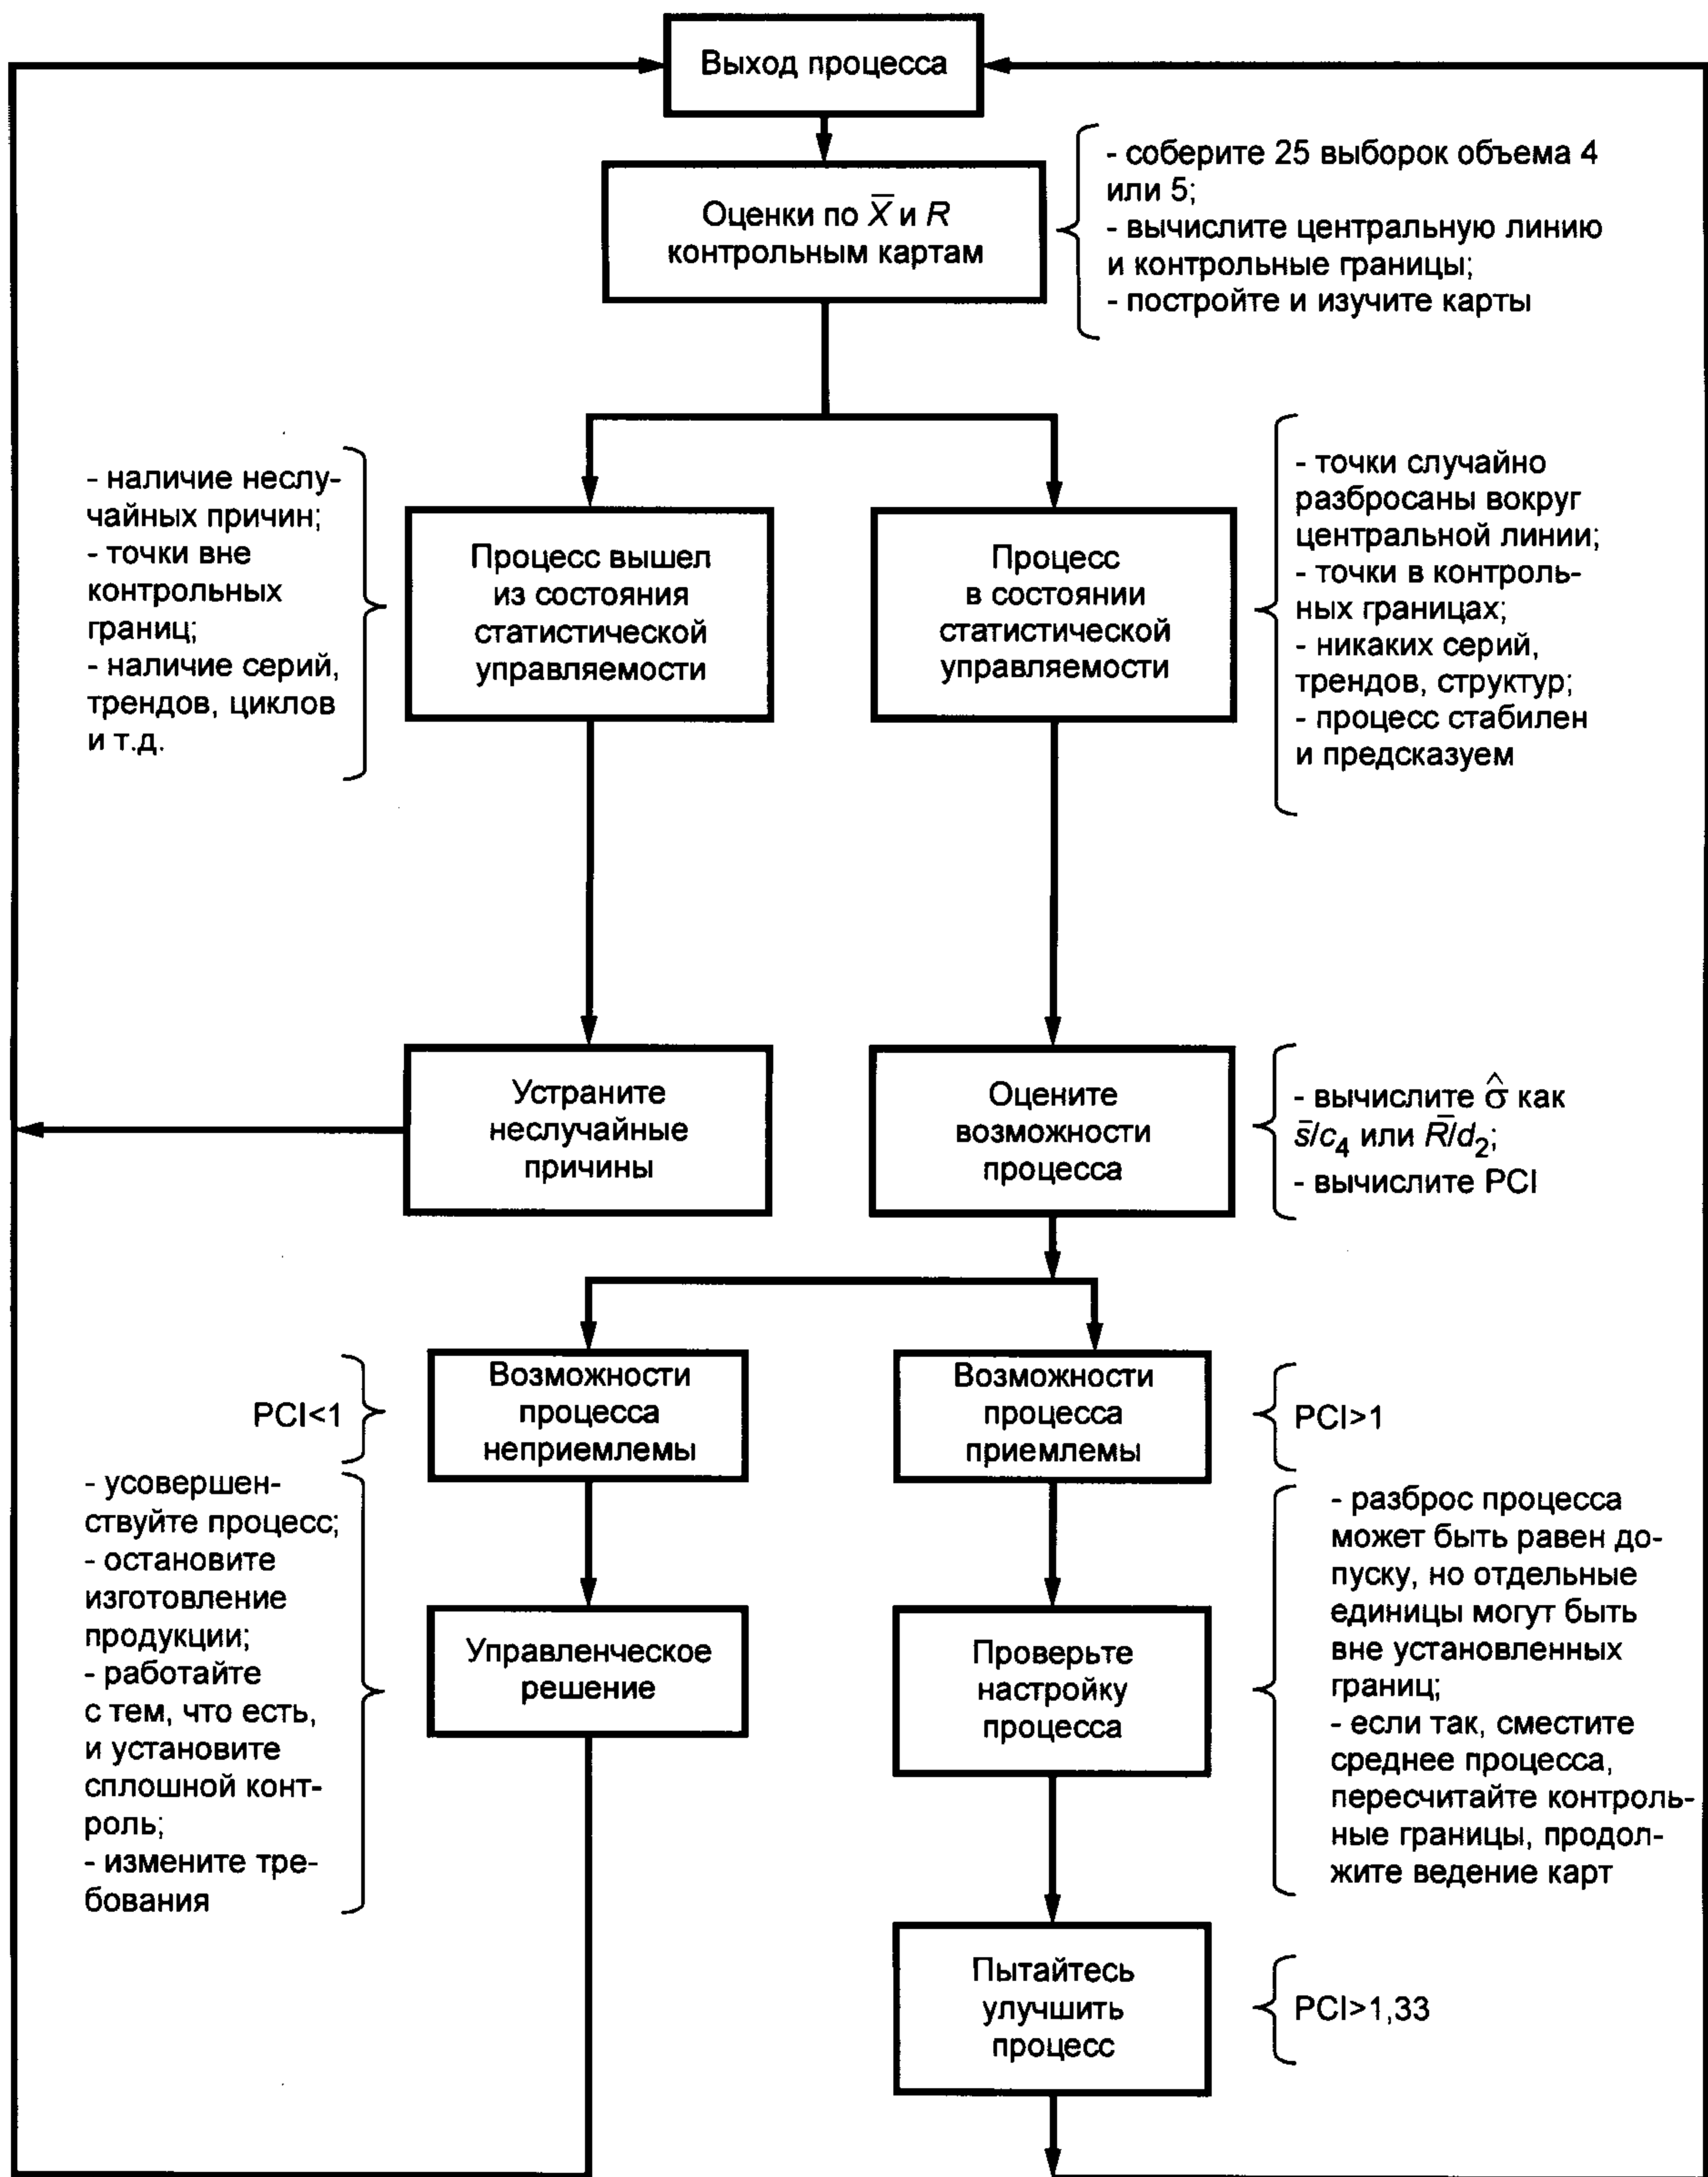 Выход процесса
Оценки по X̅ и R
контрольным картам
- соберите 25 выборок объема 4
или 5;
- вычислите центральную линию
и контрольные границы;
- постройте и изучите карты
- наличие неслу-
чайных причин;
- точки вне
контрольных
границ;
- наличие серий,
трендов, циклов
и т.д.
Процесс вышел
из состояния
статистической
управляемости
Процесс
в состоянии
статистической
управляемости
- точки случайно
разбросаны вокруг
центральной линии;
- точки в контроль-
ных границах;
- никаких серий,
трендов, структур;
- процесс стабилен
и предсказуем
Устраните
неслучайные
причины
Оцените
возможности
процесса
- вычислите σ̂ как
s̅/c₄ или R̅/d₂;
- вычислите PCI
PCI<1
Возможности
процесса
неприемлемы
Возможности
процесса
приемлемы
PCI>1
- усовершен-
ствуйте процесс;
- остановите
изготовление
продукции;
- работайте
с тем, что есть,
и установите
сплошной конт-
роль;
- измените тре-
бования
Управленческое
решение
Проверьте
настройку
процесса
- разброс процесса
может быть равен до-
пуску, но отдельные
единицы могут быть
вне установленных
границ;
- если так, сместите
среднее процесса,
пересчитайте контроль-
ные границы, продол-
жите ведение карт
Пытайтесь
улучшить
процесс
PCI>1,33